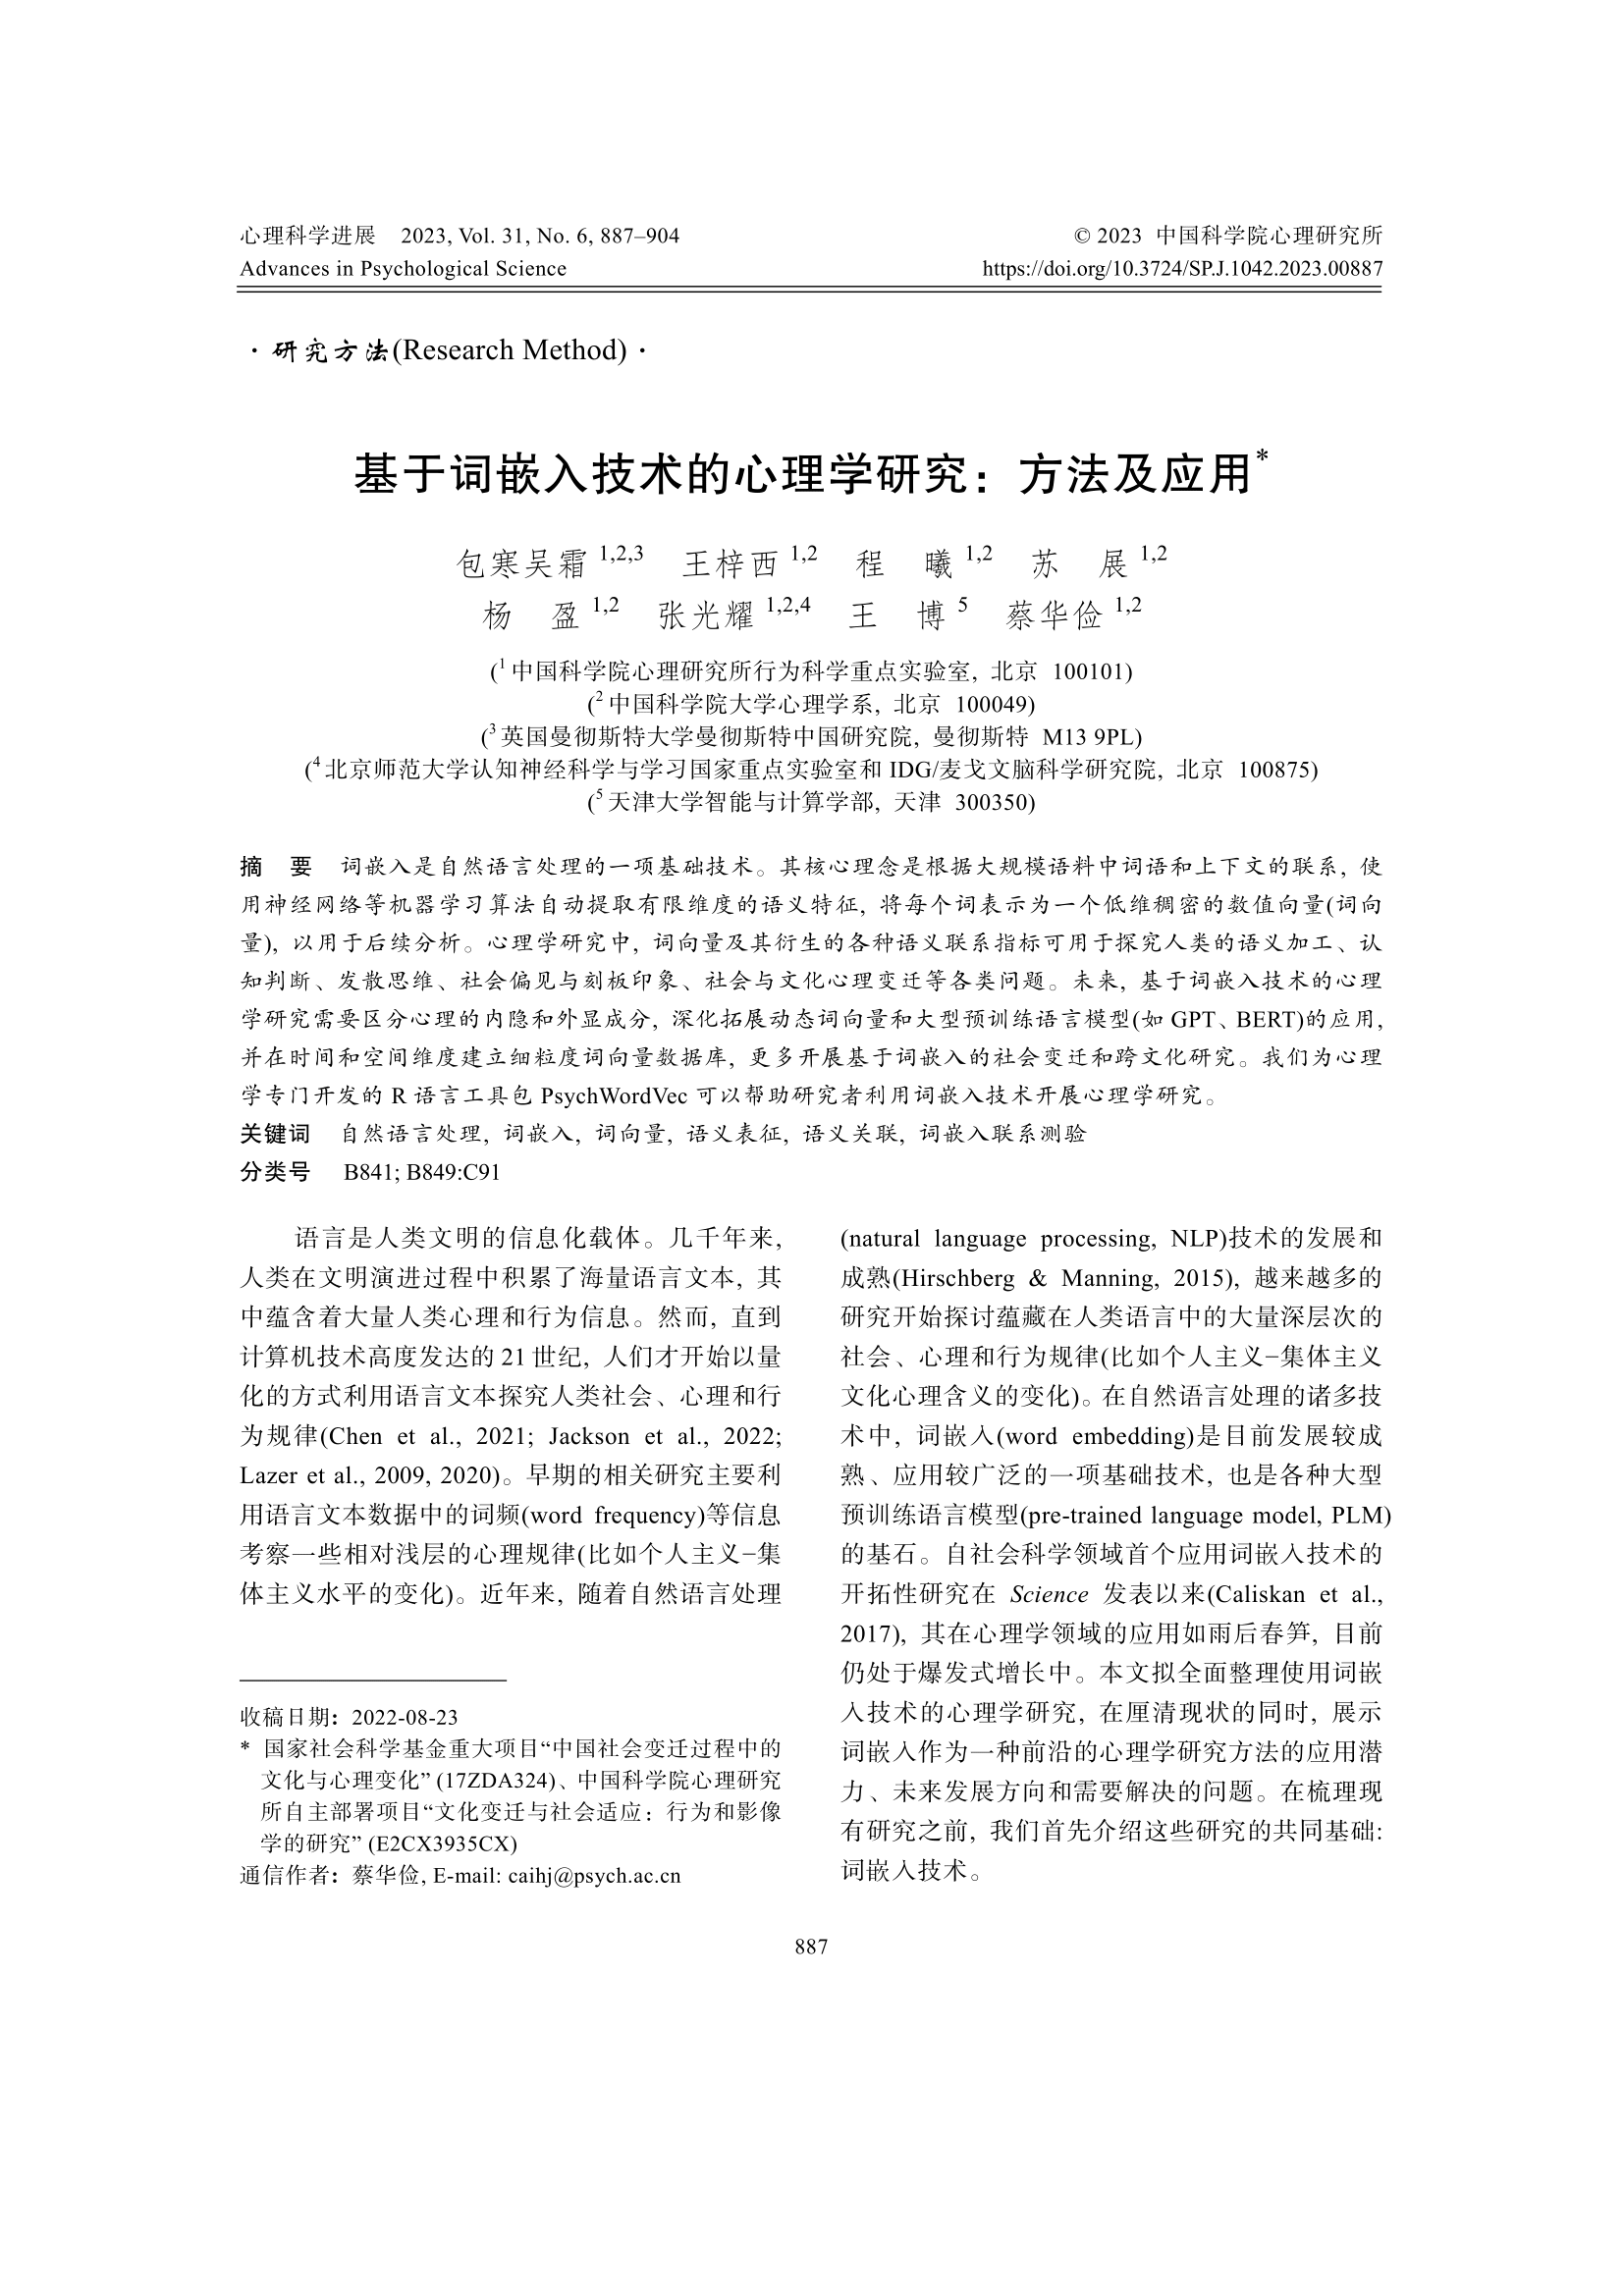 心理科学进展 2023, Vol. 31, No. 6, 887–904
© 2023 中国科学院心理研究所
Advances in Psychological Science
https://doi.org/10.3724/SP.J.1042.2023.00887
·研究方法(Research Method)·
基于词嵌入技术的心理学研究：方法及应用*
包寒吴霜 1,2,3 王梓西 1,2 程 曦 1,2 苏 展 1,2
杨 盈 1,2 张光耀 1,2,4 王 博 5 蔡华俭 1,2
(1 中国科学院心理研究所行为科学重点实验室, 北京 100101)
(2 中国科学院大学心理学系, 北京 100049)
(3 英国曼彻斯特大学曼彻斯特中国研究院, 曼彻斯特 M13 9PL)
(4 北京师范大学认知神经科学与学习国家重点实验室和 IDG/麦戈文脑科学研究院, 北京 100875)
(5 天津大学智能与计算学部, 天津 300350)
摘 要 词嵌入是自然语言处理的一项基础技术。其核心理念是根据大规模语料中词语和上下文的联系, 使
用神经网络等机器学习算法自动提取有限维度的语义特征, 将每个词表示为一个低维稠密的数值向量(词向
量), 以用于后续分析。心理学研究中, 词向量及其衍生的各种语义联系指标可用于探究人类的语义加工、认
知判断、发散思维、社会偏见与刻板印象、社会与文化心理变迁等各类问题。未来, 基于词嵌入技术的心理
学研究需要区分心理的内隐和外显成分, 深化拓展动态词向量和大型预训练语言模型(如 GPT、BERT)的应用,
并在时间和空间维度建立细粒度词向量数据库, 更多开展基于词嵌入的社会变迁和跨文化研究。我们为心理
学专门开发的 R 语言工具包 PsychWordVec 可以帮助研究者利用词嵌入技术开展心理学研究。
关键词 自然语言处理, 词嵌入, 词向量, 语义表征, 语义关联, 词嵌入联系测验
分类号 B841; B849:C91
语言是人类文明的信息化载体。几千年来,
人类在文明演进过程中积累了海量语言文本, 其
中蕴含着大量人类心理和行为信息。然而, 直到
计算机技术高度发达的 21 世纪, 人们才开始以量
化的方式利用语言文本探究人类社会、心理和行
为规律(Chen et al., 2021; Jackson et al., 2022;
Lazer et al., 2009, 2020)。早期的相关研究主要利
用语言文本数据中的词频(word frequency)等信息
考察一些相对浅层的心理规律(比如个人主义−集
体主义水平的变化)。近年来, 随着自然语言处理
收稿日期：2022-08-23
* 国家社会科学基金重大项目“中国社会变迁过程中的
文化与心理变化” (17ZDA324)、中国科学院心理研究
所自主部署项目“文化变迁与社会适应：行为和影像
学的研究” (E2CX3935CX)
通信作者：蔡华俭, E-mail: caihj@psych.ac.cn
(natural language processing, NLP)技术的发展和
成熟(Hirschberg & Manning, 2015), 越来越多的
研究开始探讨蕴藏在人类语言中的大量深层次的
社会、心理和行为规律(比如个人主义−集体主义
文化心理含义的变化)。在自然语言处理的诸多技
术中, 词嵌入(word embedding)是目前发展较成
熟、应用较广泛的一项基础技术, 也是各种大型
预训练语言模型(pre-trained language model, PLM)
的基石。自社会科学领域首个应用词嵌入技术的
开拓性研究在 Science 发表以来(Caliskan et al.,
2017), 其在心理学领域的应用如雨后春笋, 目前
仍处于爆发式增长中。本文拟全面整理使用词嵌
入技术的心理学研究, 在厘清现状的同时, 展示
词嵌入作为一种前沿的心理学研究方法的应用潜
力、未来发展方向和需要解决的问题。在梳理现
有研究之前, 我们首先介绍这些研究的共同基础:
词嵌入技术。
887